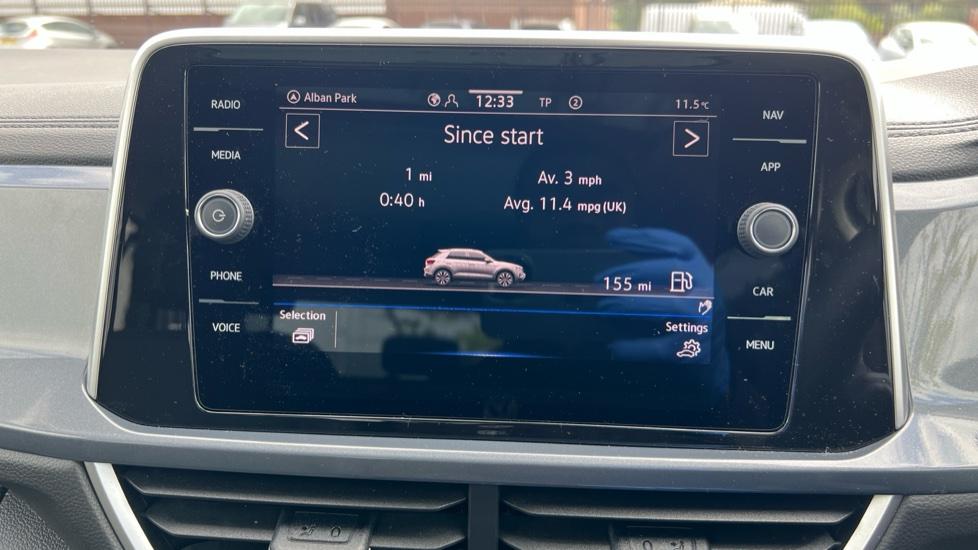 RADIO
MEDIA
PHONE
VOICE
Alban Park
12:33
TP
2
11.5°C
<
Since start
>
1 mi
0:40 h
Av. 3 mph
Avg. 11.4 mpg (UK)
155 mi
Selection
Settings
NAV
APP
CAR
MENU